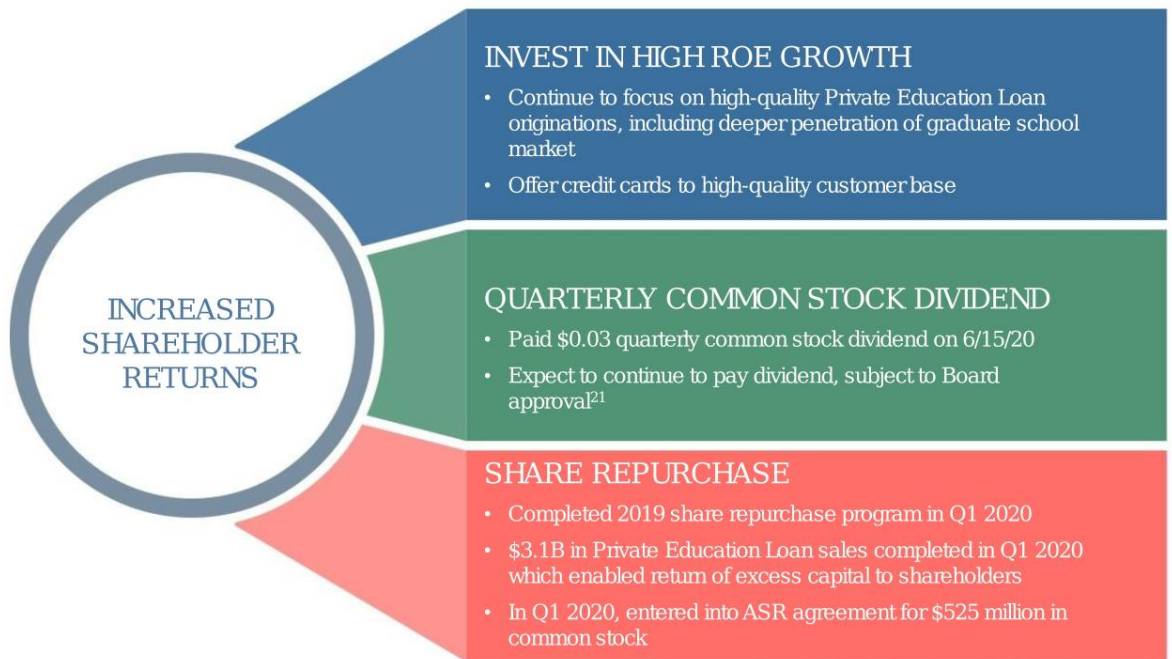 INCREASED
SHAREHOLDER
RETURNS
INVEST IN HIGH ROE GROWTH
• Continue to focus on high-quality Private Education Loan
originations, including deeper penetration of graduate school
market
• Offer credit cards to high-quality customer base
QUARTERLY COMMON STOCK DIVIDEND
• Paid $0.03 quarterly common stock dividend on 6/15/20
• Expect to continue to pay dividend, subject to Board
approval²¹
SHARE REPURCHASE
• Completed 2019 share repurchase program in Q1 2020
• $3.1B in Private Education Loan sales completed in Q1 2020
which enabled return of excess capital to shareholders
• In Q1 2020, entered into ASR agreement for $525 million in
common stock